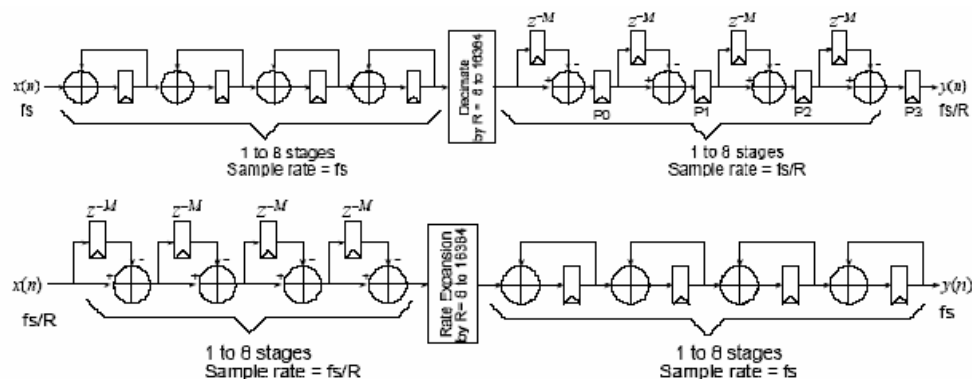 z⁻ᴹ z⁻ᴹ z⁻ᴹ z⁻ᴹ
x(n)
fs
Decimate
by R = 8 to 16384
- - - -
+ + + +
P0 P1 P2 P3
y(n)
fs/R
1 to 8 stages
Sample rate = fs
1 to 8 stages
Sample rate = fs/R
z⁻ᴹ z⁻ᴹ z⁻ᴹ z⁻ᴹ
x(n)
fs/R
- - - -
+ + + +
Rate Expansion
by R= 8 to 16384
y(n)
fs
1 to 8 stages
Sample rate = fs/R
1 to 8 stages
Sample rate = fs